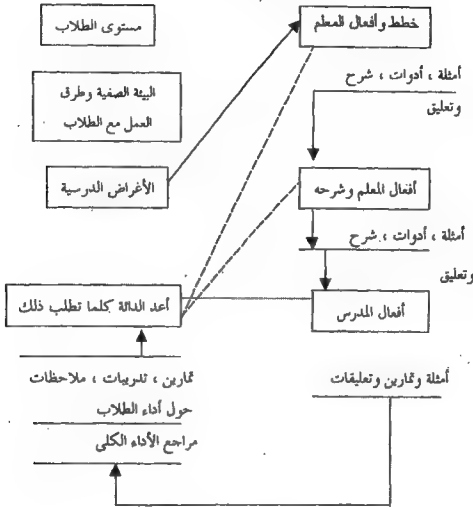 مستوى الطلاب
خطط وأفعال المعلم
أمثلة ، أدوات ، شرح
وتعليق
البيئة الصفية وطرق
العمل مع الطلاب
الأغراض الدرسية
أفعال المعلم وشرحه
أمثلة ، أدوات ، شرح
وتعليق
أعد الدائة كلما تطلب ذلك
أفعال المدرس
تمارين ، تدريبات ، ملاحظات
حول أداء الطلاب
مراجع الأداء الكلى
أمثلة وتمارين وتعليقات